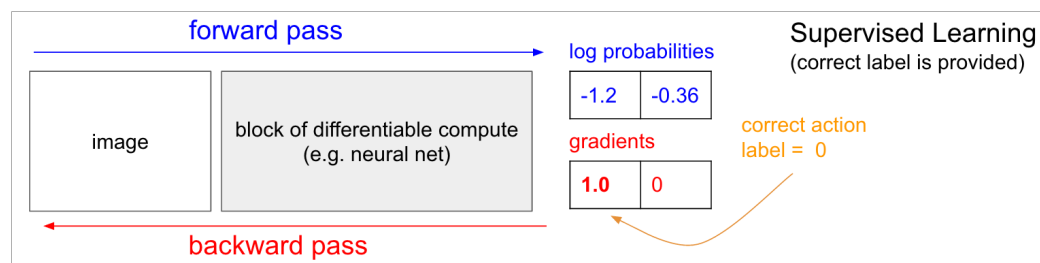 forward pass
Supervised Learning
(correct label is provided)
log probabilities
-1.2 -0.36
image
block of differentiable compute
(e.g. neural net)
gradients
1.0 0
correct action
label = 0
backward pass